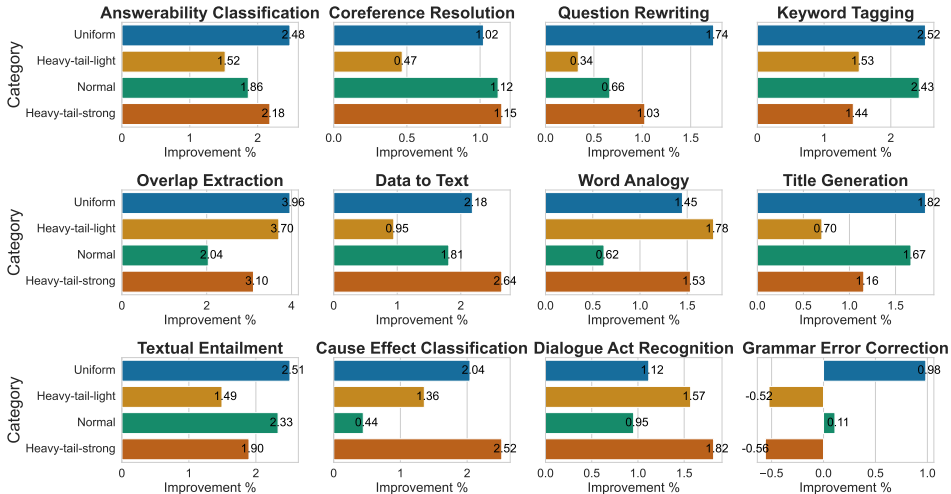 Answerability Classification
Category
Uniform 2.48
Heavy-tail-light 1.52
Normal 1.86
Heavy-tail-strong 2.18
0 1 2
Improvement %
Coreference Resolution
1.02
0.47
1.12
1.15
0.0 0.5 1.0
Improvement %
Question Rewriting
1.74
0.34
0.66
1.03
0.0 0.5 1.0 1.5
Improvement %
Keyword Tagging
2.52
1.53
2.43
1.44
0 1 2
Improvement %
Overlap Extraction
Category
Uniform 3.96
Heavy-tail-light 3.70
Normal 2.04
Heavy-tail-strong 3.10
0 2 4
Improvement %
Data to Text
2.18
0.95
1.81
2.64
0 1 2
Improvement %
Word Analogy
1.45
1.78
0.62
1.53
0.0 0.5 1.0 1.5
Improvement %
Title Generation
1.82
0.70
1.67
1.16
0.0 0.5 1.0 1.5
Improvement %
Textual Entailment
Category
Uniform 2.51
Heavy-tail-light 1.49
Normal 2.33
Heavy-tail-strong 1.90
0 1 2
Improvement %
Cause Effect Classification
2.04
1.36
0.44
2.52
0 1 2
Improvement %
Dialogue Act Recognition
1.12
1.57
0.95
1.82
0.0 0.5 1.0 1.5
Improvement %
Grammar Error Correction
0.98
-0.52
0.11
-0.56
−0.5 0.0 0.5 1.0
Improvement %